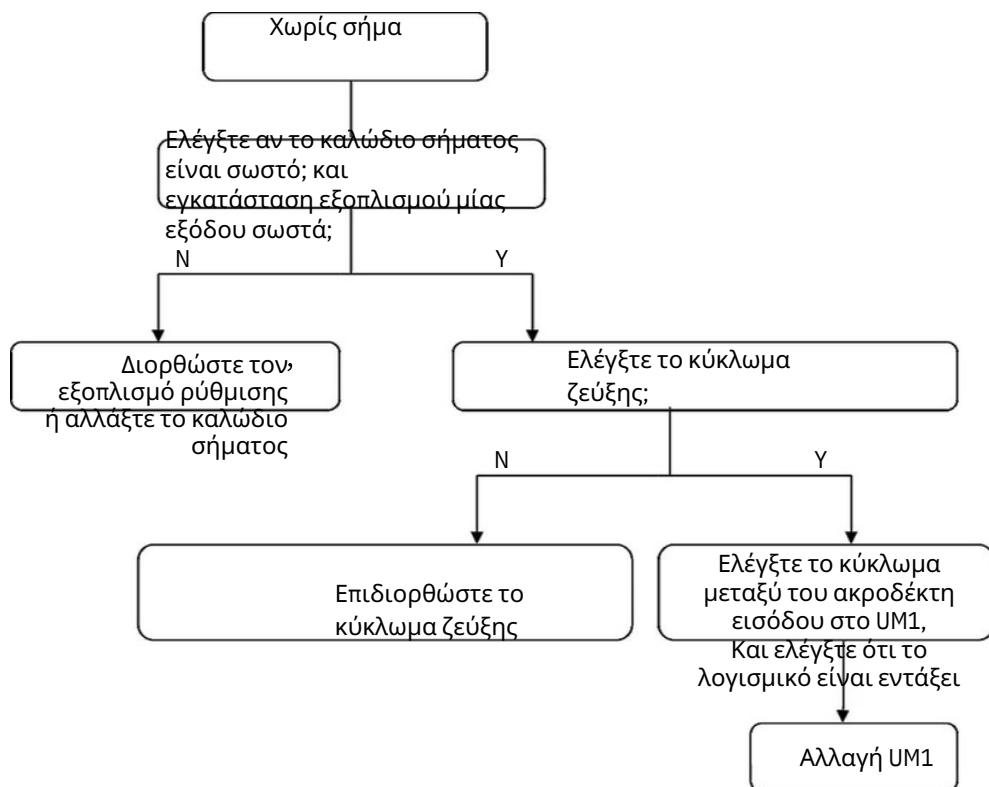 Χωρίς σήμα
Ελέγξτε αν το καλώδιο σήματος
είναι σωστό; και
εγκατάσταση εξοπλισμού μίας
εξόδου σωστά;
N
Y
Διορθώστε τον,
εξοπλισμό ρύθμισης
ή αλλάξτε το καλώδιο
σήματος
Ελέγξτε το κύκλωμα
ζεύξης;
N
Y
Επιδιορθώστε το
κύκλωμα ζεύξης
Ελέγξτε το κύκλωμα
μεταξύ του ακροδέκτη
εισόδου στο UM1,
Και ελέγξτε ότι το
λογισμικό είναι εντάξει
Αλλαγή UM1